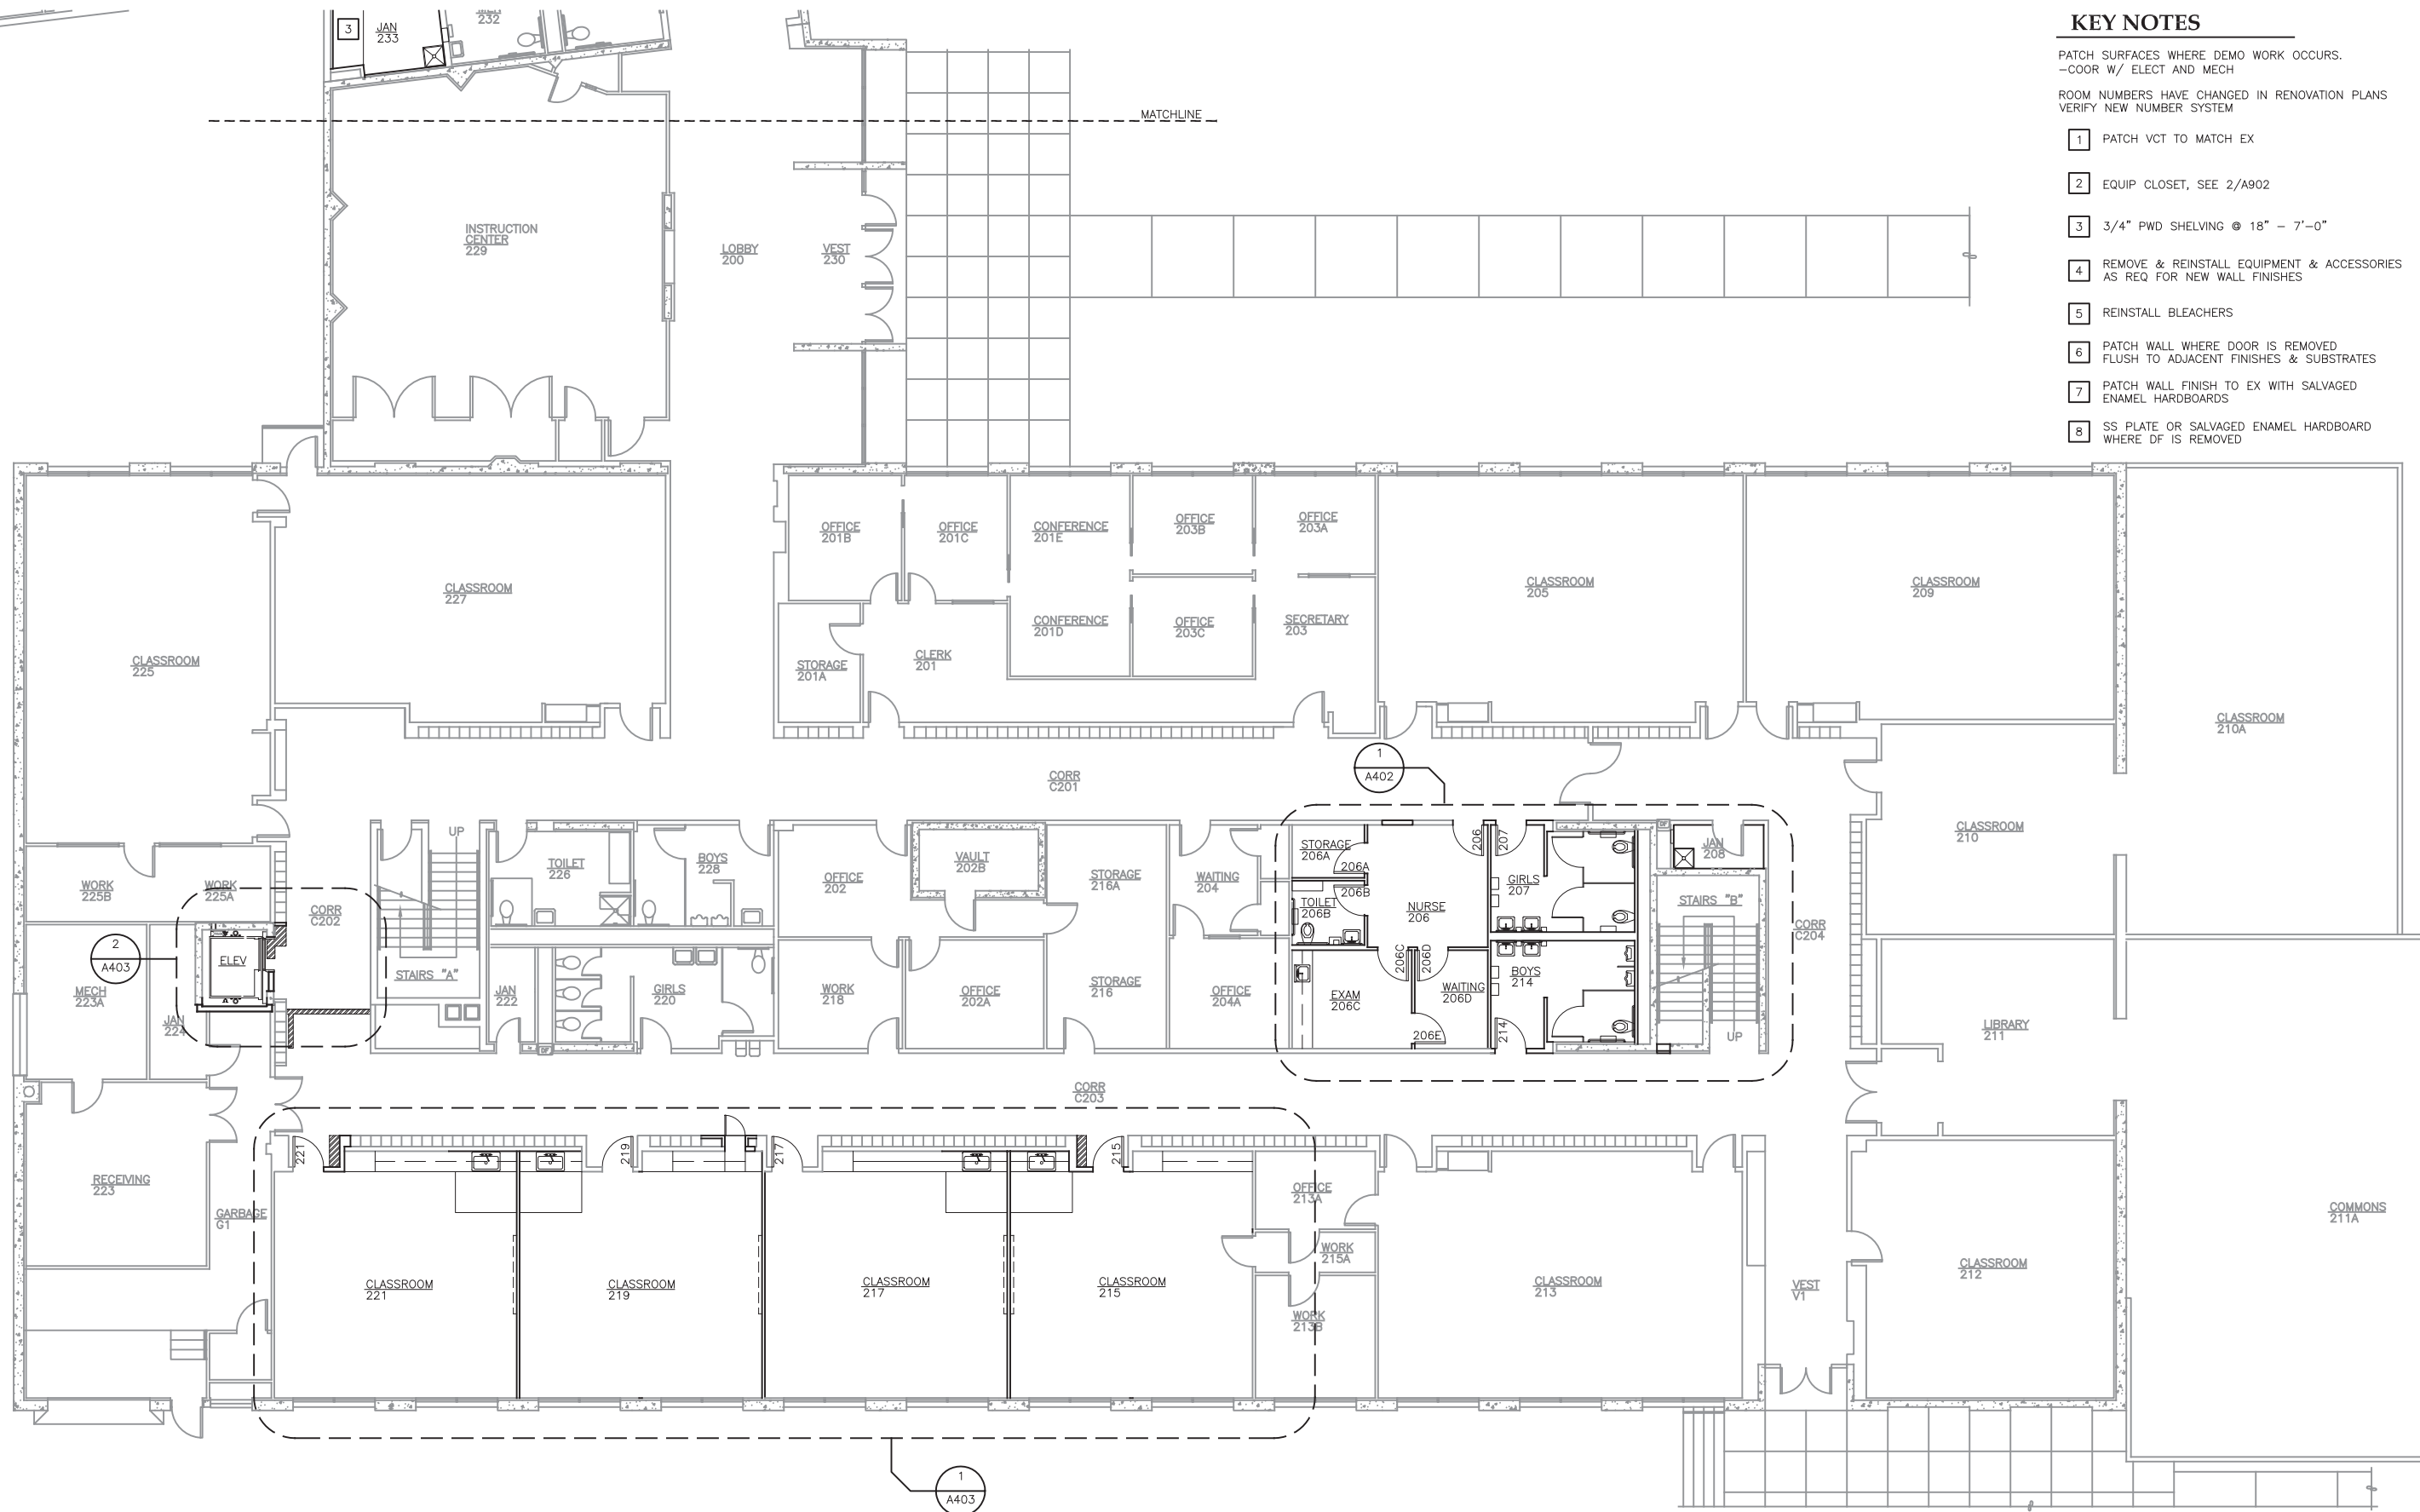 232
3
JAN
233
KEY NOTES
PATCH SURFACES WHERE DEMO WORK OCCURS.
-COOR W/ ELECT AND MECH
ROOM NUMBERS HAVE CHANGED IN RENOVATION PLANS
VERIFY NEW NUMBER SYSTEM
1 PATCH VCT TO MATCH EX
2 EQUIP CLOSET, SEE 2/A902
3 3/4" PWD SHELVING @ 18" - 7'-0"
4 REMOVE & REINSTALL EQUIPMENT & ACCESSORIES
AS REQ FOR NEW WALL FINISHES
5 REINSTALL BLEACHERS
6 PATCH WALL WHERE DOOR IS REMOVED
FLUSH TO ADJACENT FINISHES & SUBSTRATES
7 PATCH WALL FINISH TO EX WITH SALVAGED
ENAMEL HARDBOARDS
8 SS PLATE OR SALVAGED ENAMEL HARDBOARD
WHERE DF IS REMOVED
MATCHLINE
INSTRUCTION
CENTER
229
LOBBY
200
VEST
230
OFFICE
201B
OFFICE
201C
CONFERENCE
201E
OFFICE
203B
OFFICE
203A
CLASSROOM
227
CLASSROOM
205
CLASSROOM
209
CONFERENCE
201D
OFFICE
203C
SECRETARY
203
CLASSROOM
225
STORAGE
201A
CLERK
201
CLASSROOM
210A
1
A402
CORR
C201
UP
TOILET
226
BOYS
228
OFFICE
202
VAULT
202B
STORAGE
216A
WAITING
204
STORAGE
206A
206A
206
207
DF
JAN
208
CLASSROOM
210
WORK
225B
WORK
225A
CORR
C202
TOILET
206B
206B
NURSE
206
GIRLS
207
STAIRS "B"
CORR
C204
2
A403
ELEV
STAIRS "A"
MECH
223A
JAN
224
JAN
222
GIRLS
220
WORK
218
OFFICE
202A
STORAGE
216
OFFICE
204A
EXAM
206C
206C
206D
WAITING
206D
206E
BOYS
214
214
UP
LIBRARY
211
DF
CORR
C203
221
219
217
215
RECEIVING
223
GARBAGE
G1
OFFICE
213A
WORK
215A
COMMONS
211A
CLASSROOM
221
CLASSROOM
219
CLASSROOM
217
CLASSROOM
215
WORK
213B
CLASSROOM
213
VEST
V1
CLASSROOM
212
1
A403